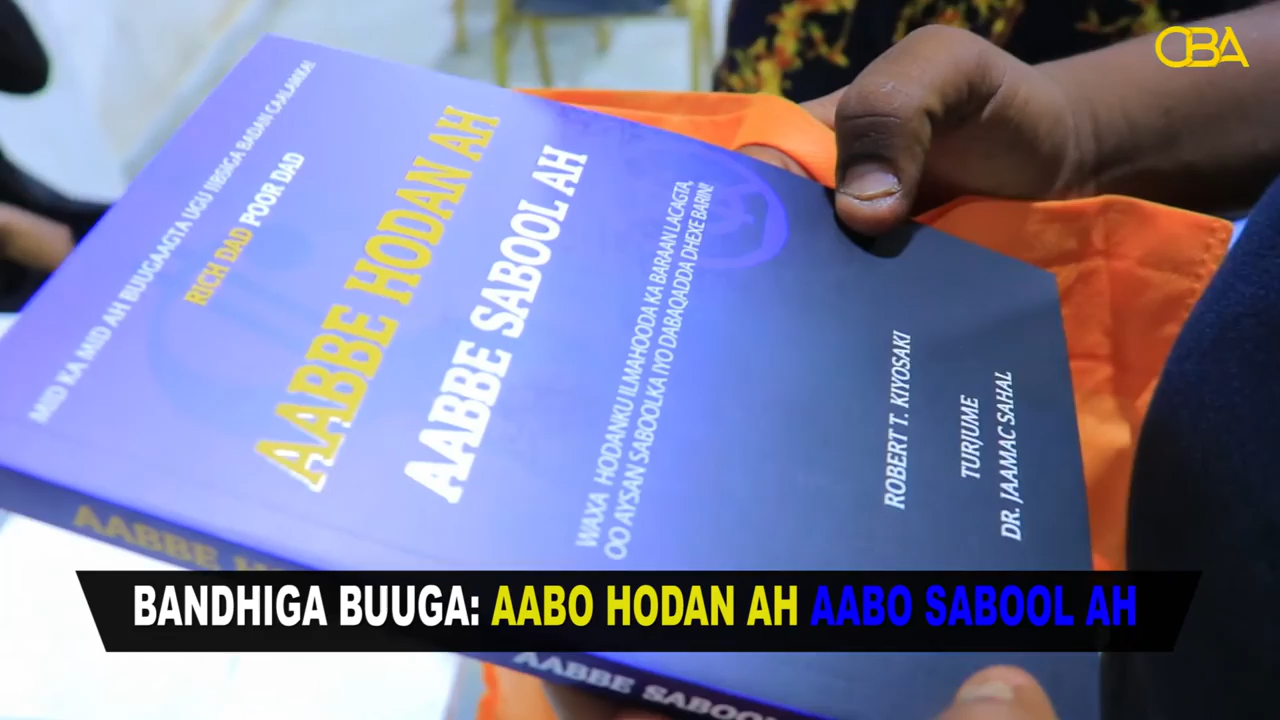 OBA
MID KA MID AH BUUGAAGTA UGU IIBSIGA BADAN CAALAMKA!
RICH DAD POOR DAD
AABBE HODAN AH
AABBE SABOOL AH
WAXA HODANKU ILMAHOODA KA BARAAN LACAGTA,
OO AYSAN SABOOLKA IYO DABAQADDA DHEXE BARIN!
ROBERT T. KIYOSAKI
TURJUME
DR. JAAMAC SAHAL
AABBE
BANDHIGA BUUGA: AABO HODAN AH AABO SABOOL AH
AABBE SABOOL